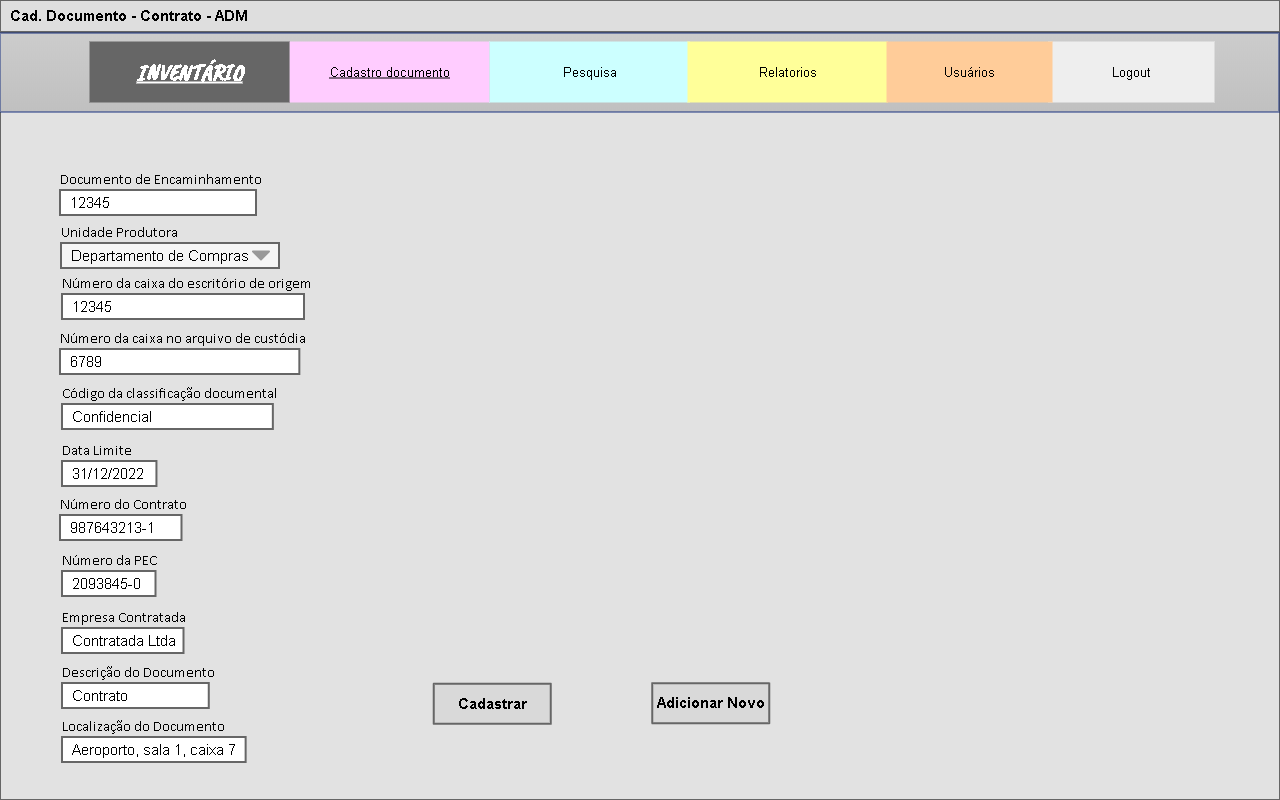 Cad. Documento - Contrato - ADM
INVENTÁRIO
Cadastro documento
Pesquisa
Relatorios
Usuários
Logout
Documento de Encaminhamento
12345
Unidade Produtora
Departamento de Compras
Número da caixa do escritório de origem
12345
Número da caixa no arquivo de custódia
6789
Código da classificação documental
Confidencial
Data Limite
31/12/2022
Número do Contrato
987643213-1
Número da PEC
2093845-0
Empresa Contratada
Contratada Ltda
Descrição do Documento
Contrato
Cadastrar
Adicionar Novo
Localização do Documento
Aeroporto, sala 1, caixa 7